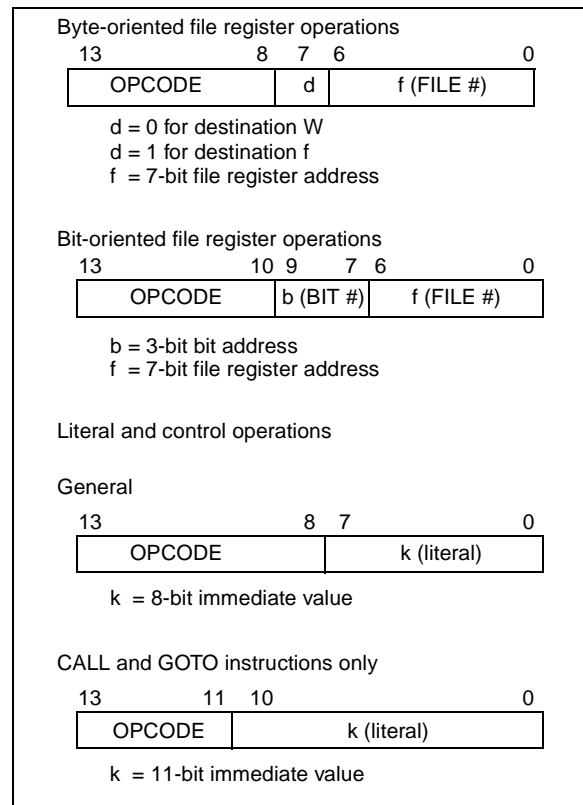 Byte-oriented file register operations
13 8 7 6 0
OPCODE d f (FILE #)
d = 0 for destination W
d = 1 for destination f
f = 7-bit file register address
Bit-oriented file register operations
13 10 9 7 6 0
OPCODE b (BIT #) f (FILE #)
b = 3-bit bit address
f = 7-bit file register address
Literal and control operations
General
13 8 7 0
OPCODE k (literal)
k = 8-bit immediate value
CALL and GOTO instructions only
13 11 10 0
OPCODE k (literal)
k = 11-bit immediate value